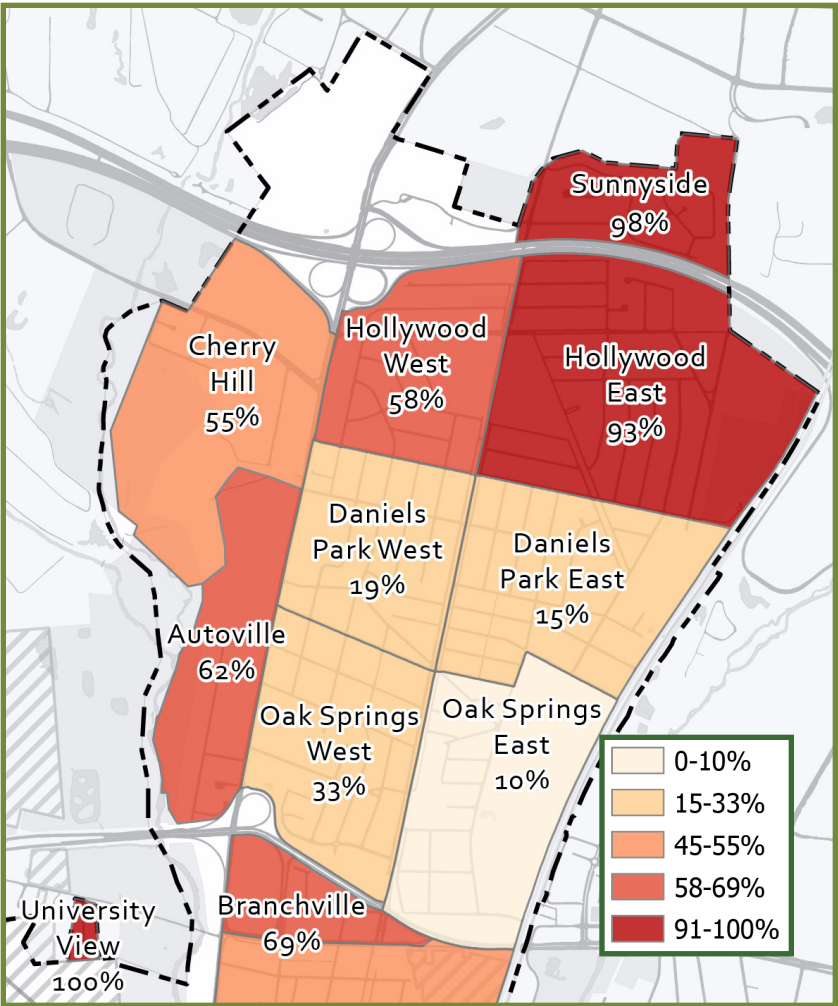 Sunnyside
98%
Hollywood
West
58%
Cherry
Hill
55%
Hollywood
East
93%
Daniels
Park West
19%
Daniels
Park East
15%
Autoville
62%
Oak Springs
West
33%
Oak Springs
East
10%
0-10%
15-33%
45-55%
58-69%
91-100%
Branchville
69%
University
View
100%